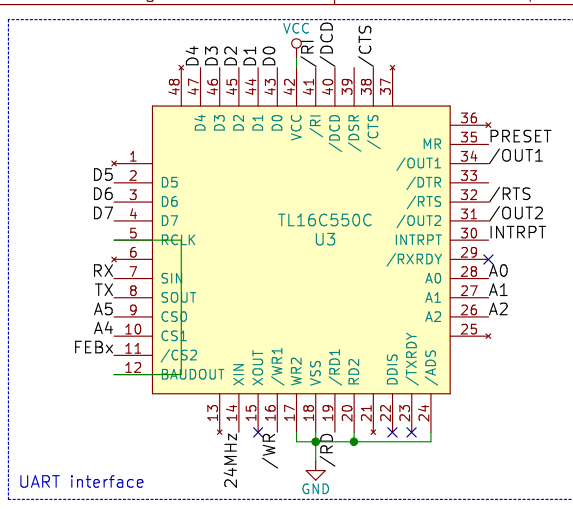 VCC
D4
D3
D2
D1
D0
/RI
/DCD
/CTS
48
47
46
45
44
43
42
41
40
39
38
37
D4
D3
D2
D1
D0
VCC
/RI
/DCD
/DSR
/CTS
1
D5 2 D5
D6 3 D6
D7 4 D7
5 RCLK
6
RX 7 SIN
TX 8 SOUT
A5 9 CS0
A4 10 CS1
FEBx 11 /CS2
12 BAUDOUT
TL16C550C
U3
36
MR 35 PRESET
/OUT1 34 /OUT1
/DTR 33
/RTS 32 /RTS
/OUT2 31 /OUT2
INTRPT 30 INTRPT
/RXRDY 29
A0 28 A0
A1 27 A1
A2 26 A2
25
XIN
XOUT
/WR1
WR2
VSS
/RD1
RD2
DDIS
/TXRDY
/ADS
13
14
15
16
17
18
19
20
21
22
23
24
24MHz
/WR
/RD
GND
UART interface